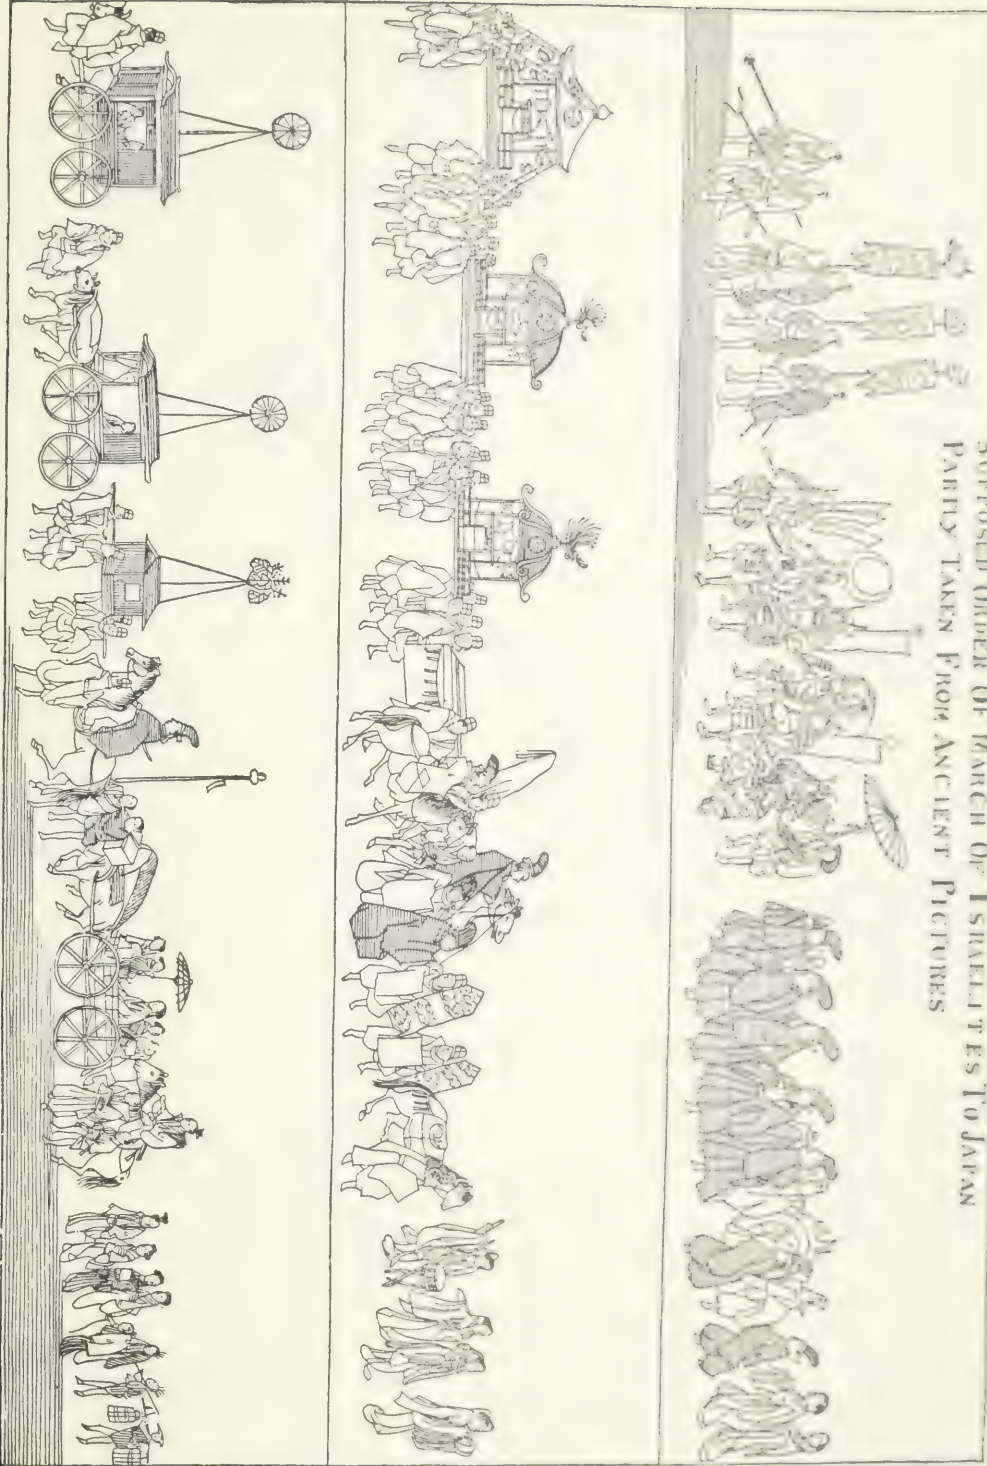 SUPPOSED ORDER OF MARCH OF ISRAELITES TO JAPAN
PARTLY TAKEN FROM ANCIENT PICTURES